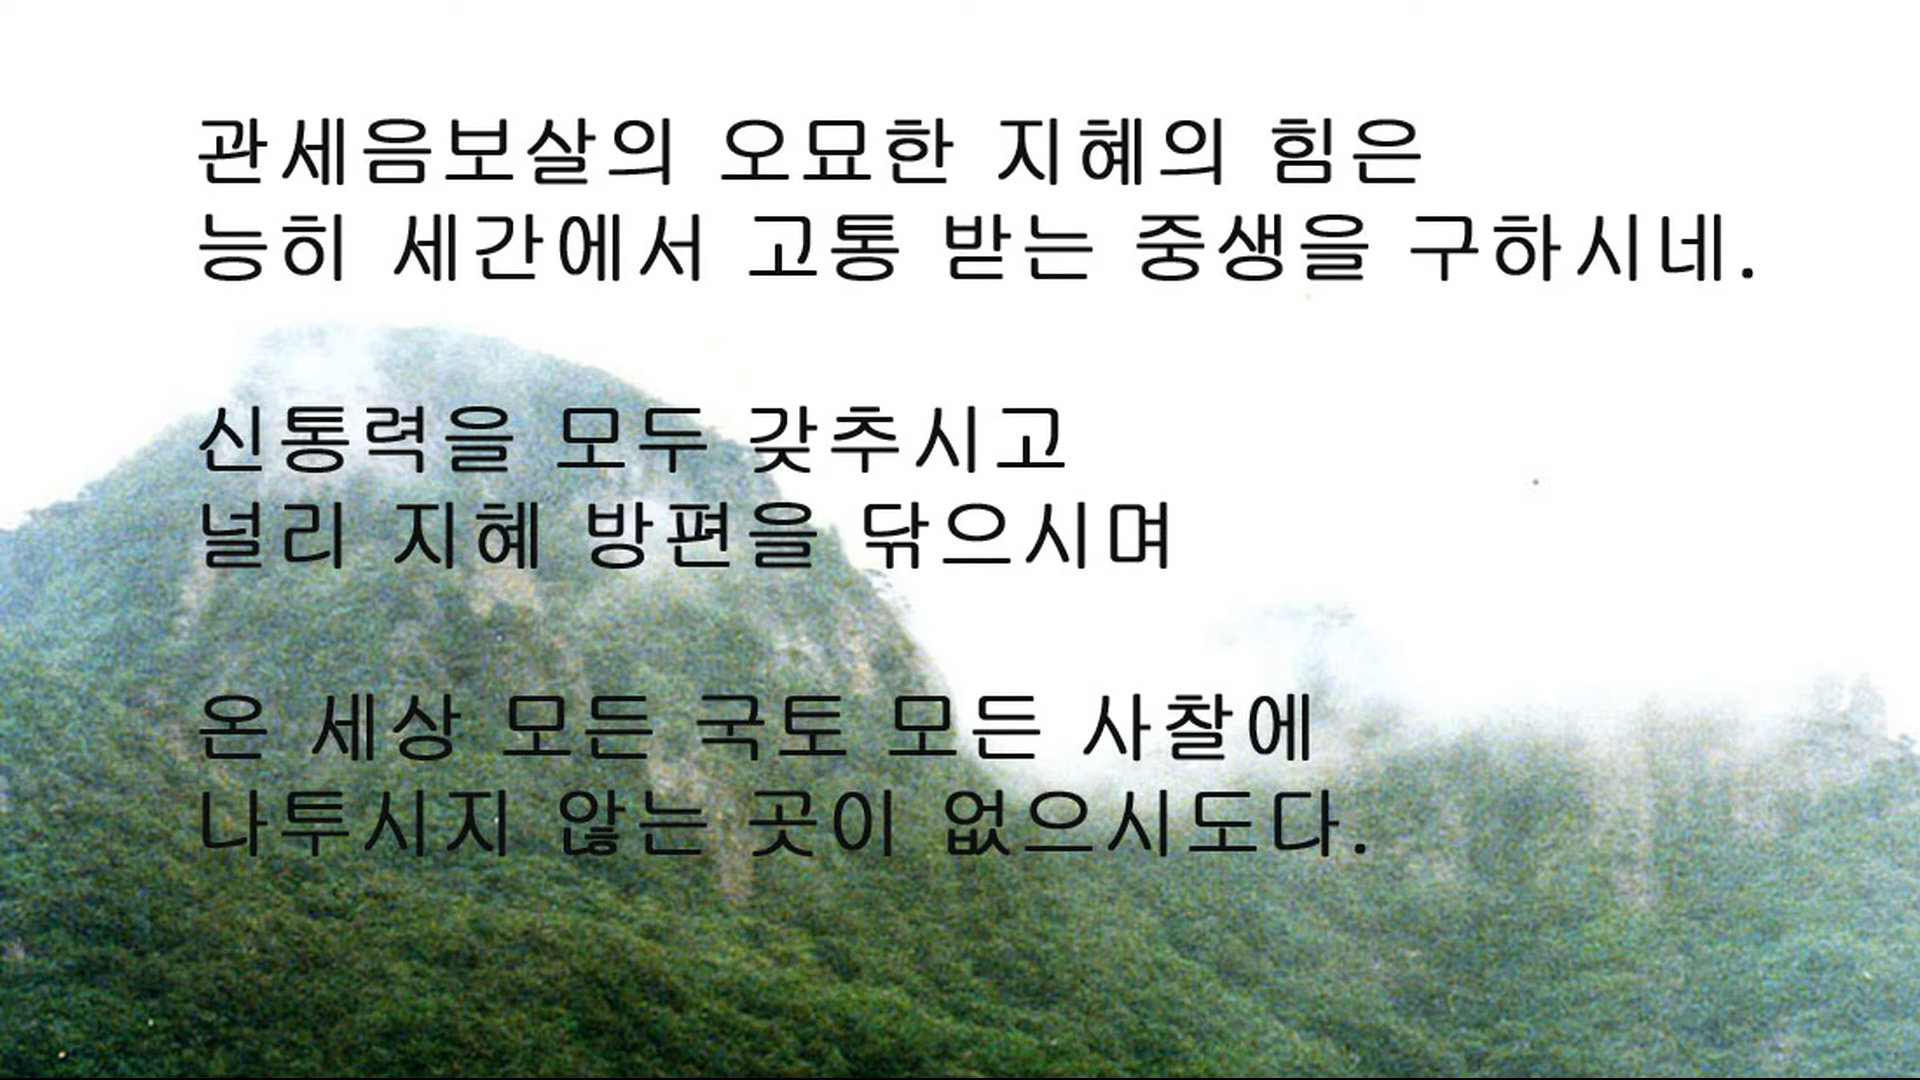 관세음보살의 오묘한 지혜의 힘은
능히 세간에서 고통 받는 중생을 구하시네.
신통력을 모두 갖추시고
널리 지혜 방편을 닦으시며
온 세상 모든 국토 모든 사찰에
나투시지 않는 곳이 없으시도다.